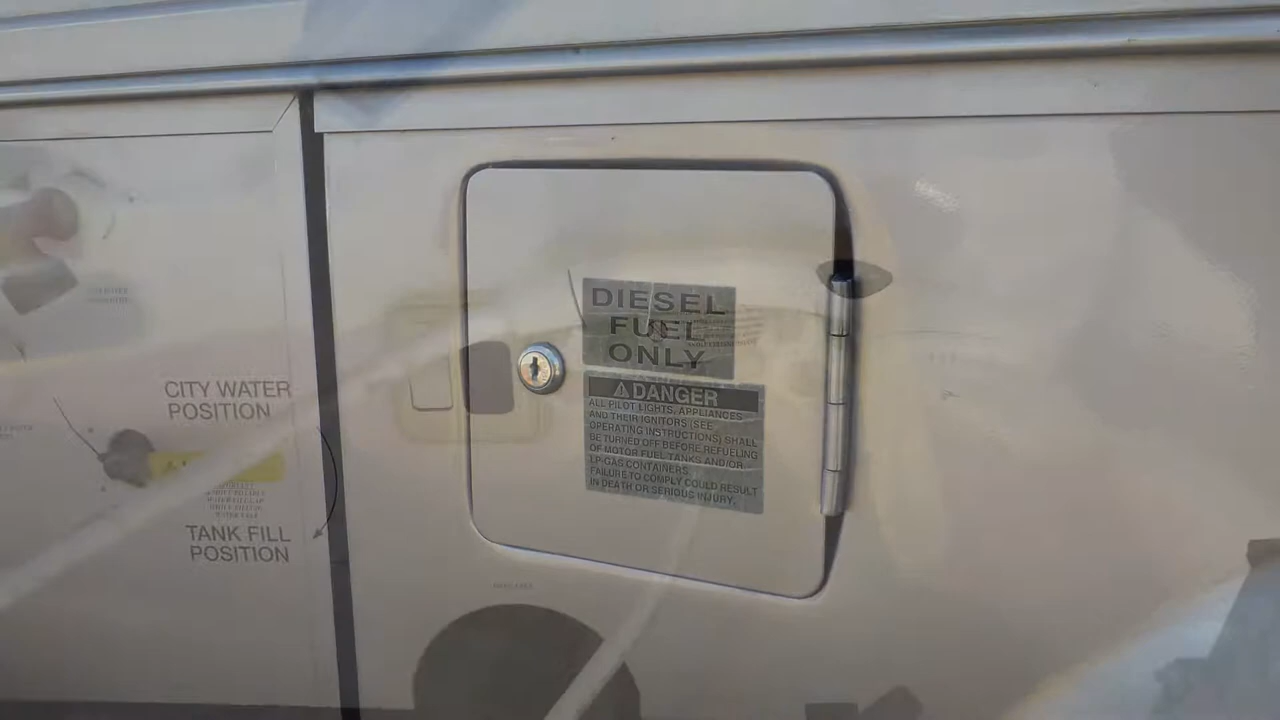 CITY WATER
POSITION
TANK FILL
POSITION
DIESEL
FUEL
ONLY
⚠DANGER
ALL PILOT LIGHTS, APPLIANCES
AND THEIR IGNITORS (SEE
OPERATING INSTRUCTIONS) SHALL
BE TURNED OFF BEFORE REFUELING
OF MOTOR FUEL TANKS AND/OR
LP-GAS CONTAINERS.
FAILURE TO COMPLY COULD RESULT
IN DEATH OR SERIOUS INJURY.